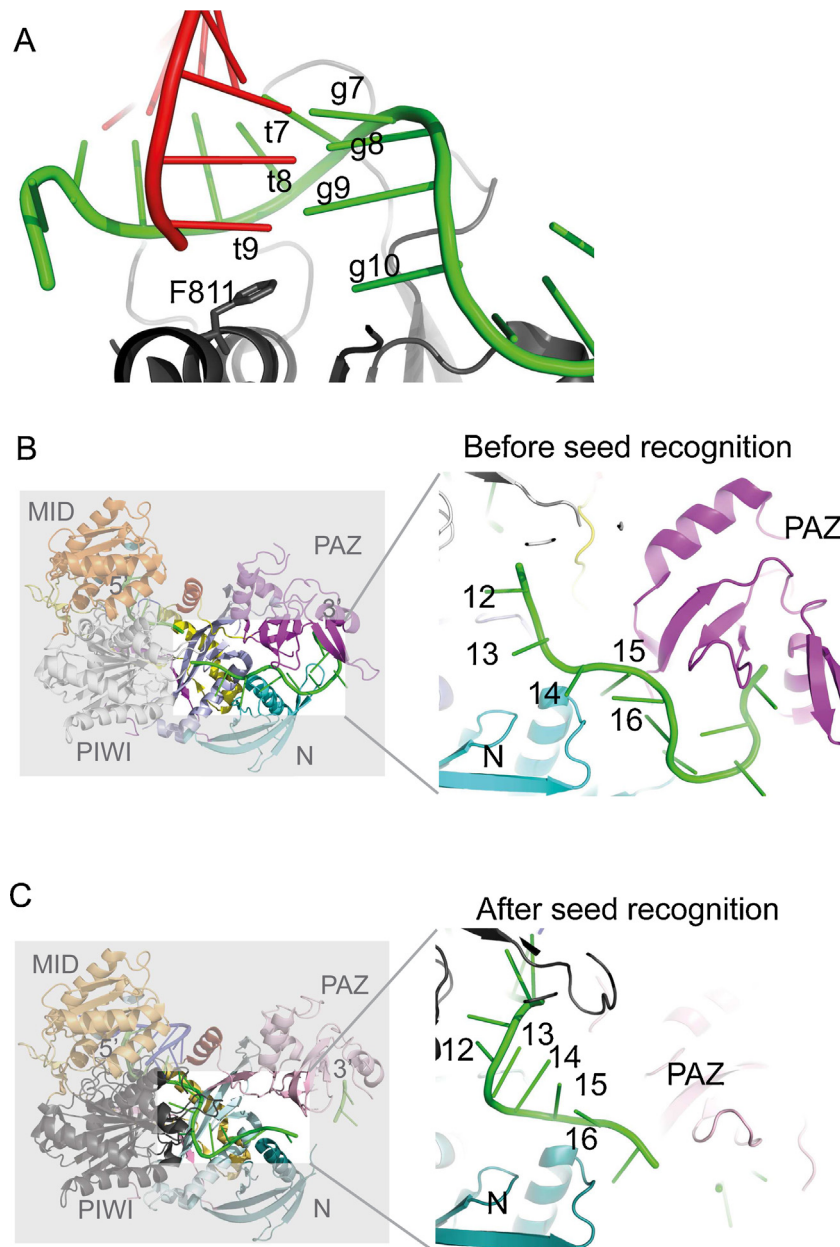 A
g7
t7
g8
t8
g9
t9
g10
F811
B
Before seed recognition
MID
PAZ
PAZ
5'
3'
12
13
15
14
16
N
PIWI
N
C
After seed recognition
MID
PAZ
5'
3'
12
13
14
15
PAZ
16
N
PIWI
N